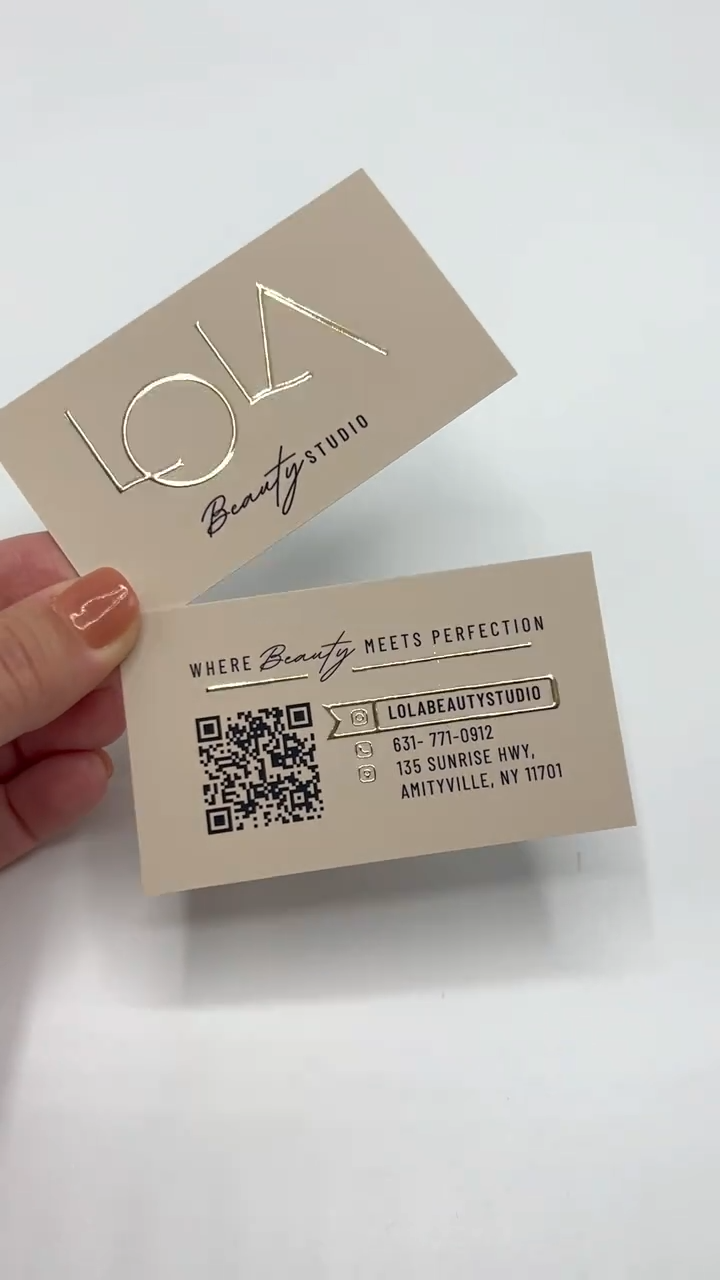 LOLA
Beauty STUDIO
WHERE Beauty MEETS PERFECTION
LOLABEAUTYSTUDIO
631- 771-0912
135 SUNRISE HWY,
AMITYVILLE, NY 11701